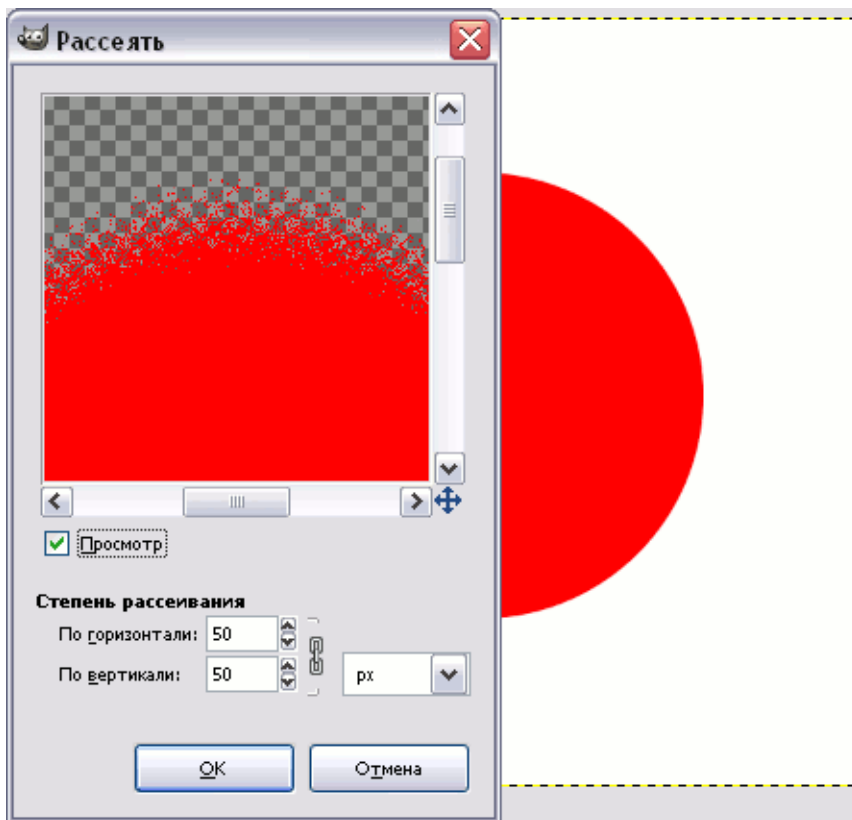 Рассеять
Просмотр
Степень рассеивания
По горизонтали: 50
По вертикали: 50 px
OK Отмена